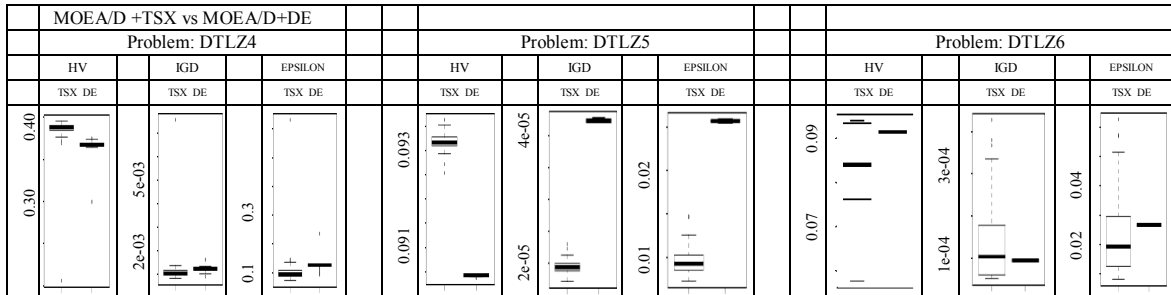 MOEA/D +TSX vs MOEA/D+DE
Problem: DTLZ4 Problem: DTLZ5 Problem: DTLZ6
HV IGD EPSILON HV IGD EPSILON HV IGD EPSILON
TSX DE TSX DE TSX DE TSX DE TSX DE TSX DE TSX DE TSX DE TSX DE
0.40
0.30
5e-03
2e-03
0.3
0.1
0.093
0.091
4e-05
2e-05
0.02
0.01
0.09
0.07
3e-04
1e-04
0.04
0.02